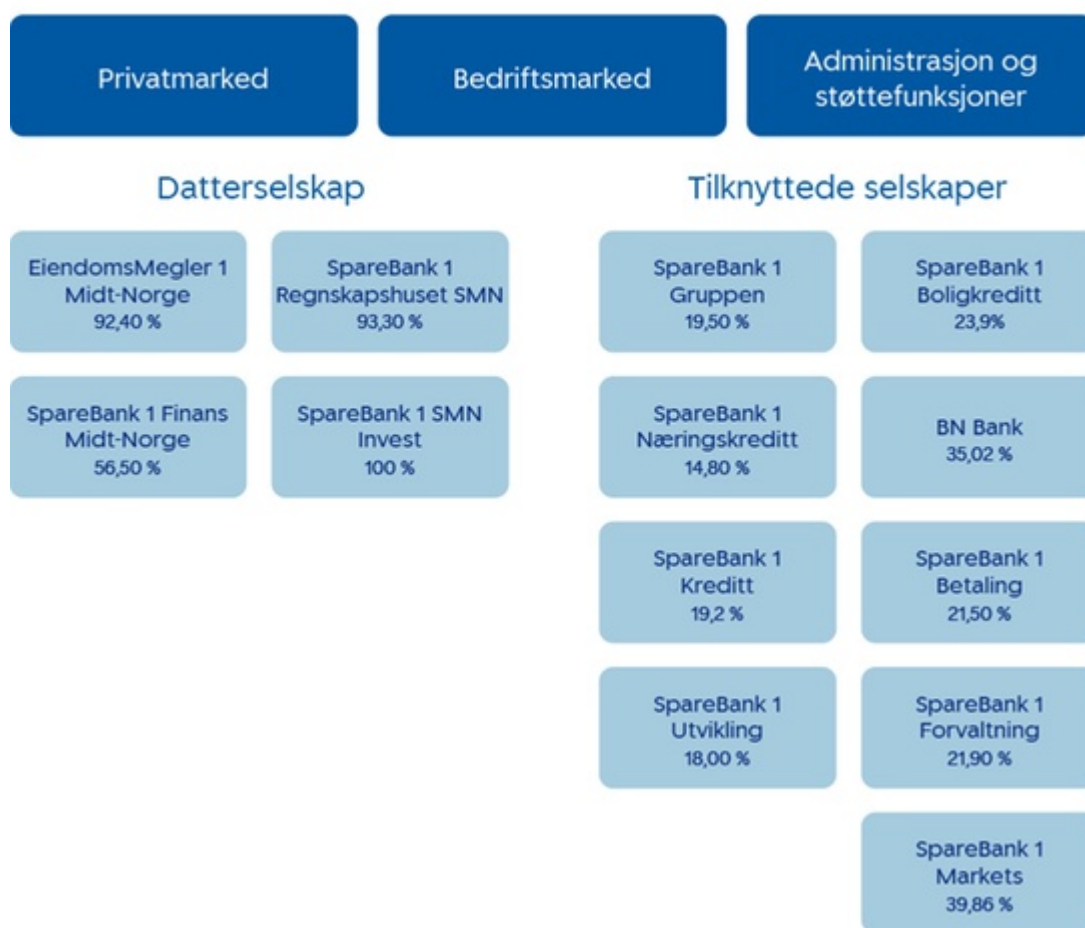 Privatmarked
Bedriftsmarked
Administrasjon og
støttefunksjoner
Datterselskap
Tilknyttede selskaper
EiendomsMegler 1
Midt-Norge
92,40 %
SpareBank 1
Regnskapshuset SMN
93,30 %
SpareBank 1 Finans
Midt-Norge
56,50 %
SpareBank 1 SMN
Invest
100 %
SpareBank 1
Gruppen
19,50 %
SpareBank 1
Boligkreditt
23,9%
SpareBank 1
Næringskreditt
14,80 %
BN Bank
35,02 %
SpareBank 1
Kreditt
19,2 %
SpareBank 1
Betaling
21,50 %
SpareBank 1
Utvikling
18,00 %
SpareBank 1
Forvaltning
21,90 %
SpareBank 1
Markets
39,86 %